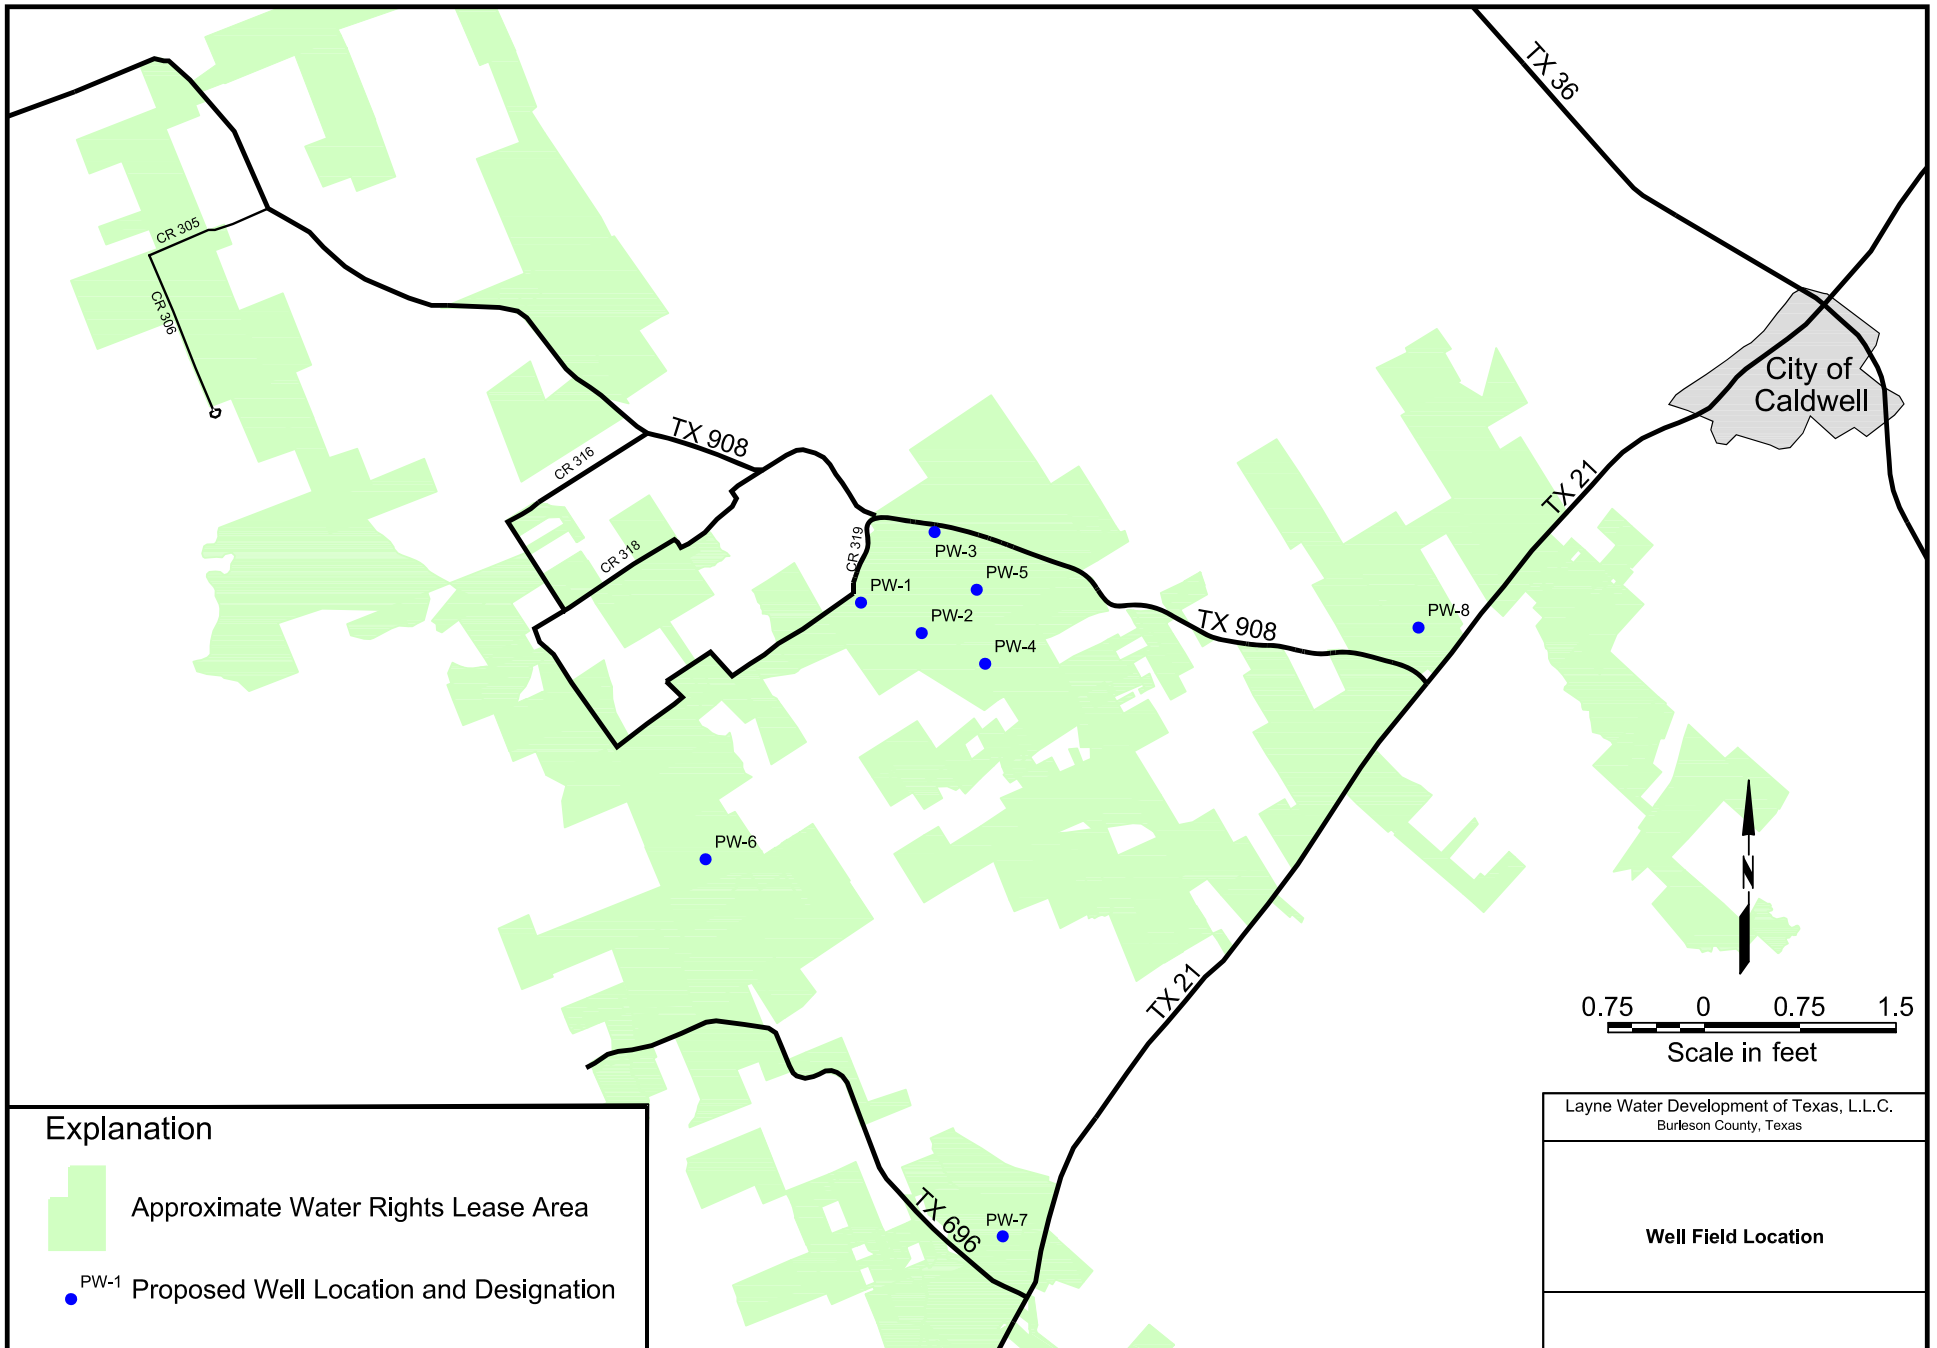 TX 36
CR 305
CR 306
City of
Caldwell
TX 908
CR 316
TX 21
CR 318
CR 319
PW-3
PW-5
PW-1
PW-2
PW-4
PW-8
TX 908
PW-6
N
TX 21
0.75 0 0.75 1.5
Scale in feet
Explanation
Approximate Water Rights Lease Area
PW-1 Proposed Well Location and Designation
TX 696
PW-7
Layne Water Development of Texas, L.L.C.
Burleson County, Texas
Well Field Location